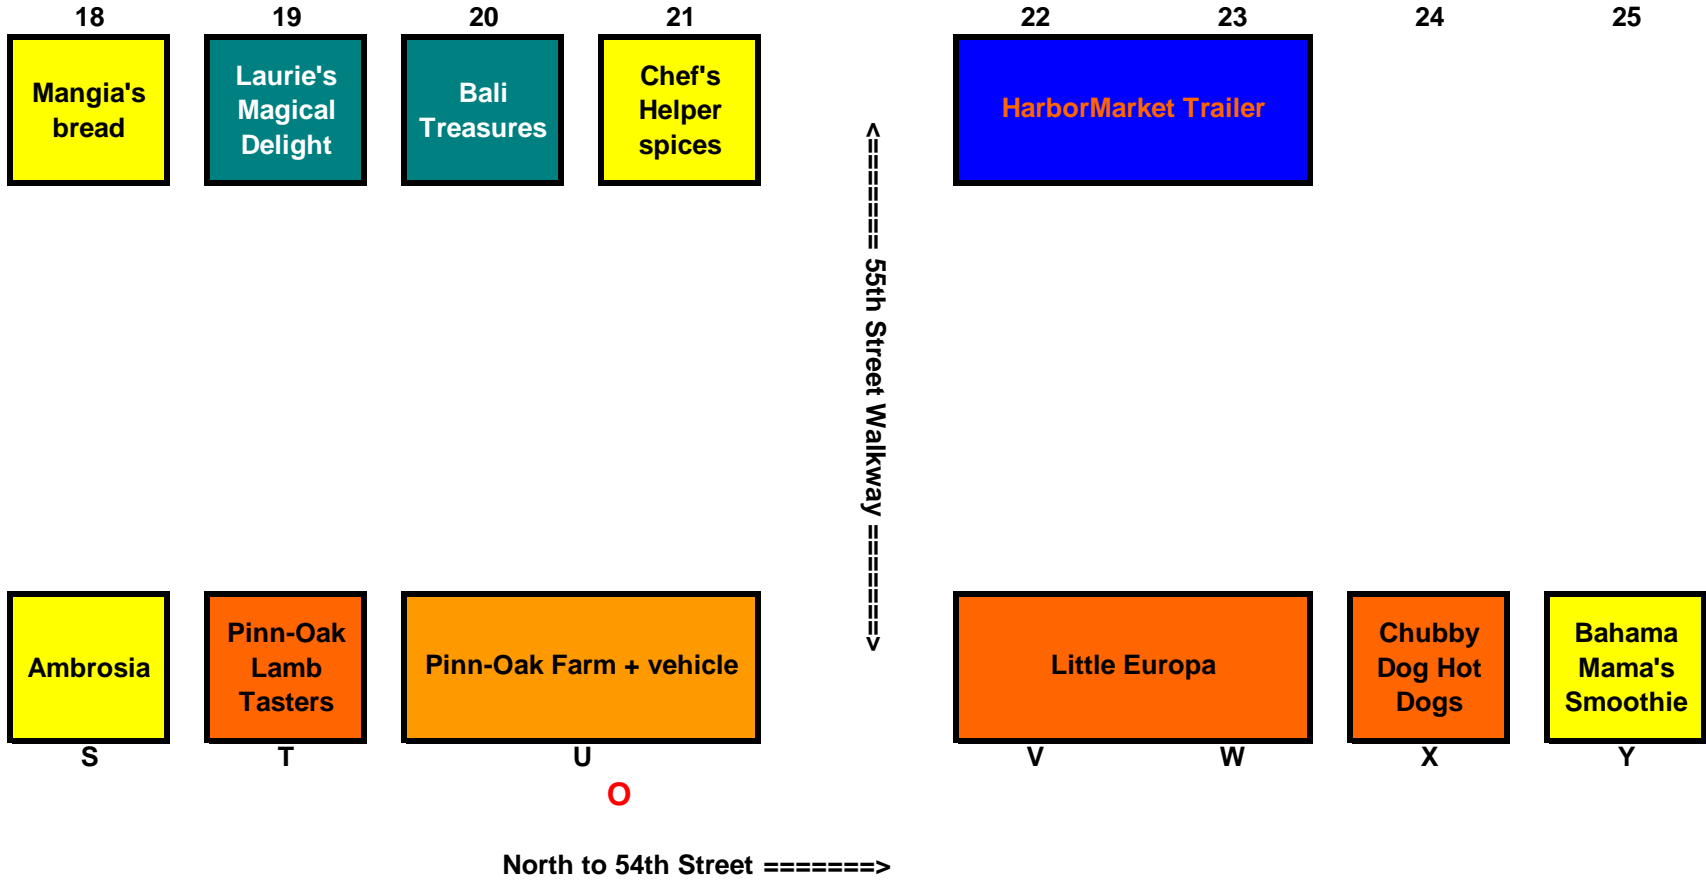 18 19 20 21 22 23 24 25
Mangia's
bread
Laurie's
Magical
Delight
Bali
Treasures
Chef's
Helper
spices
HarborMarket Trailer
<======== 55th Street Walkway ========>
Ambrosia
Pinn-Oak
Lamb
Tasters
Pinn-Oak Farm + vehicle
Little Europa
Chubby
Dog Hot
Dogs
Bahama
Mama's
Smoothie
S T U V W X Y
O
North to 54th Street =======>